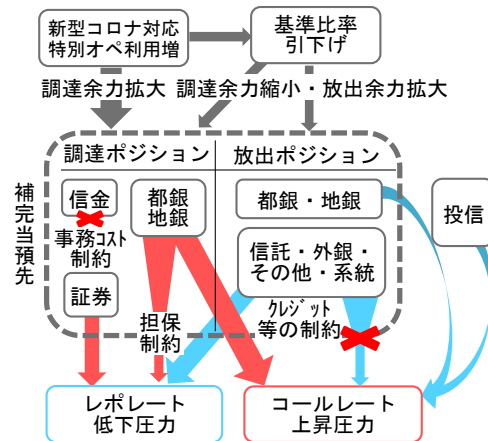 新型コロナ対応
特別オペ利用増
基準比率
引下げ
調達余力拡大
調達余力縮小・放出余力拡大
調達ポジション
放出ポジション
補完当預先
信金
事務コスト
制約
証券
都銀
地銀
担保
制約
都銀・地銀
信託・外銀・
その他・系統
クレジット
等の制約
投信
レポレート
低下圧力
コールレート
上昇圧力